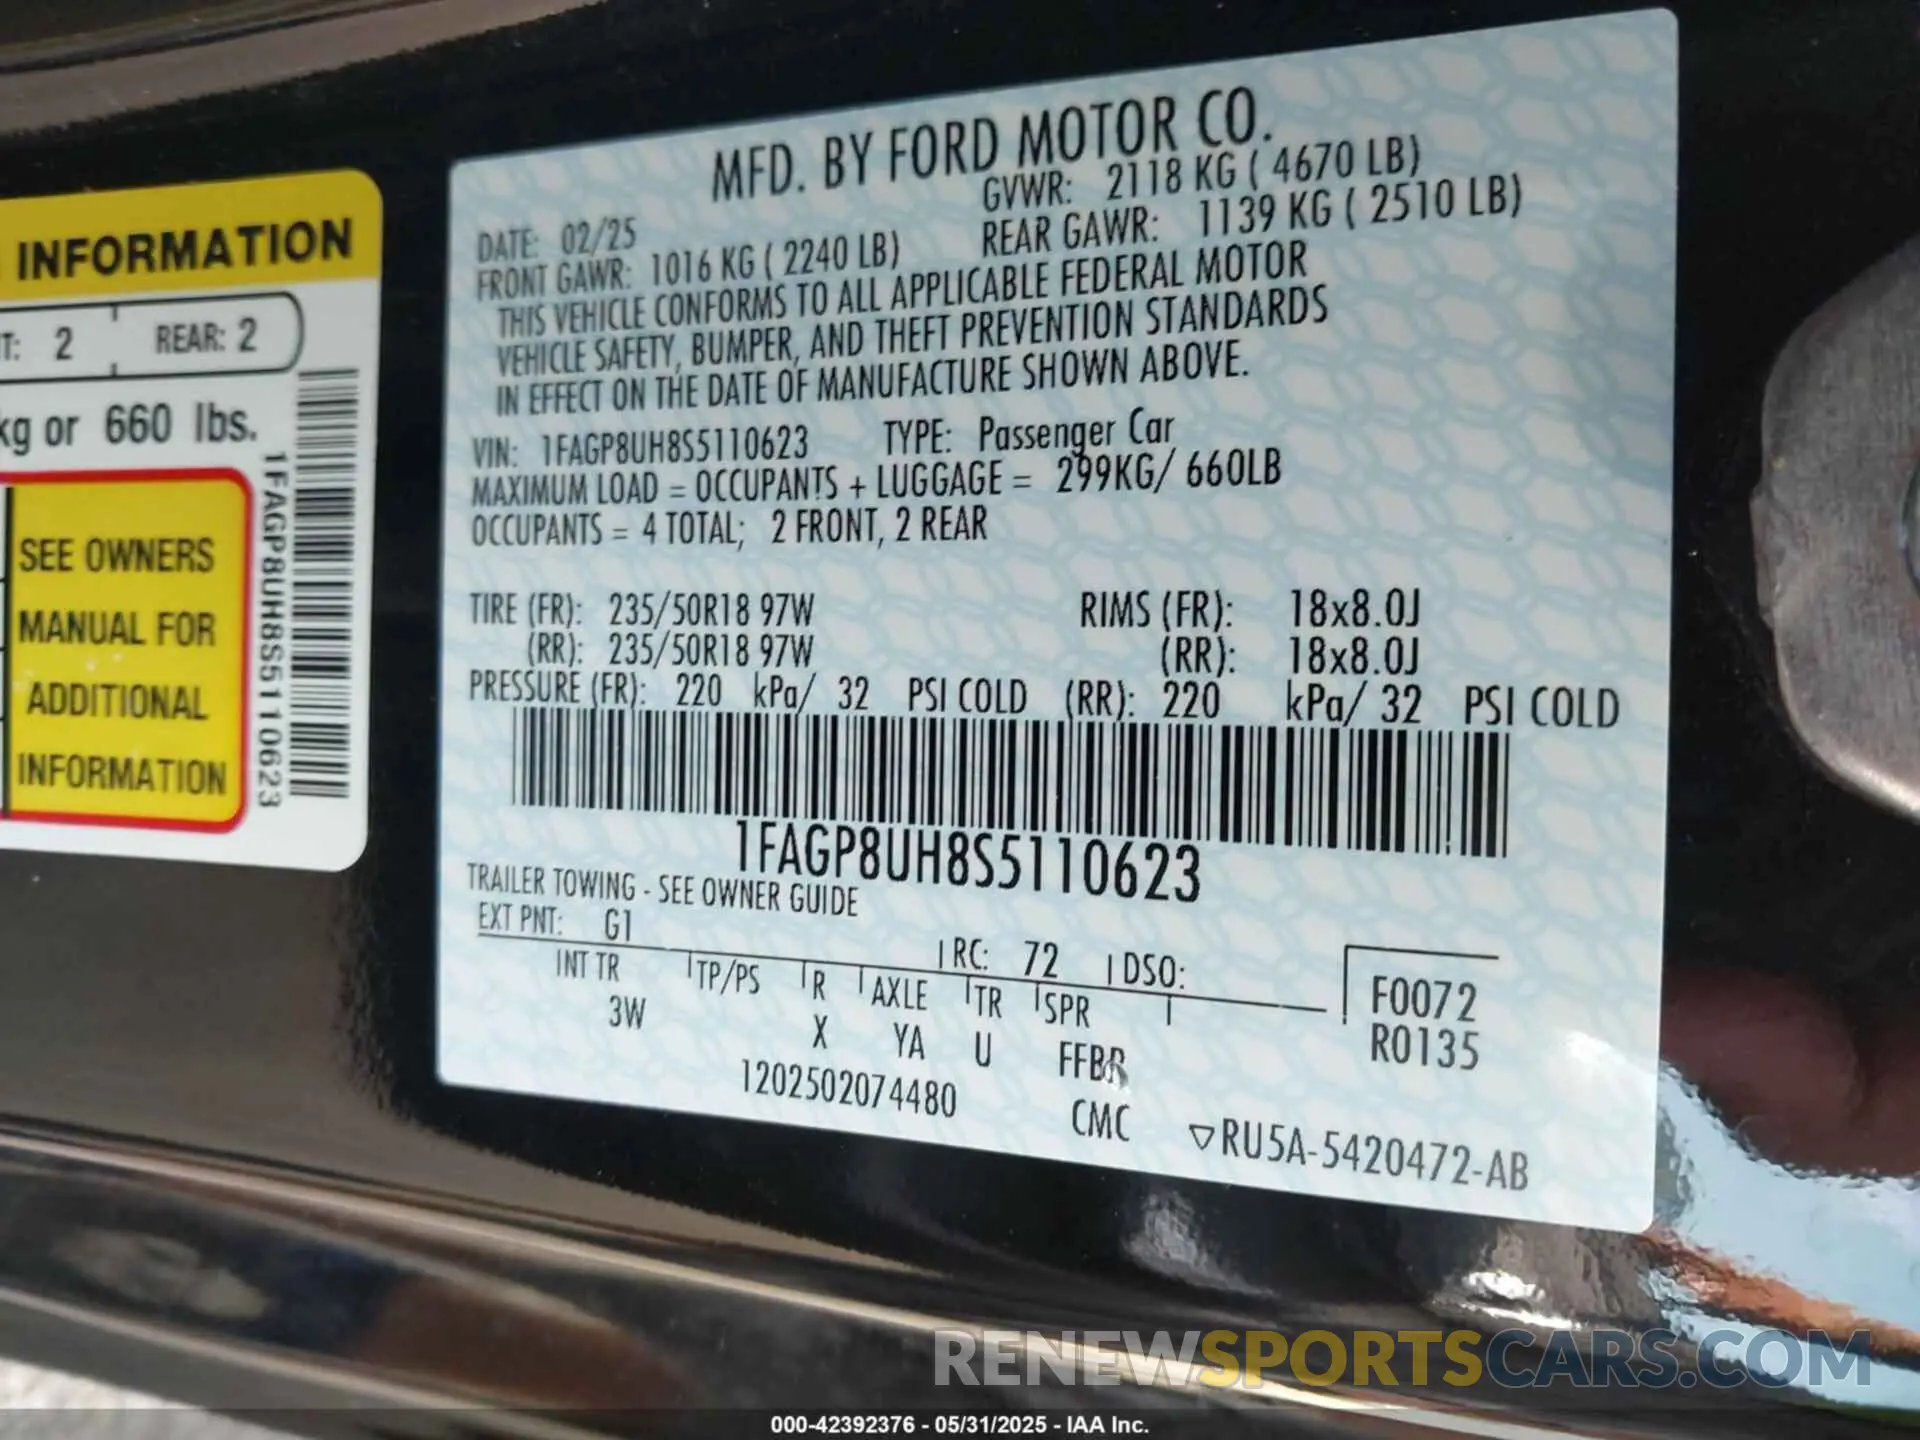 INFORMATION
T: 2 REAR: 2
kg or 660 lbs.
SEE OWNERS
MANUAL FOR
ADDITIONAL
INFORMATION
1FAGP8UH8S5110623
MFD. BY FORD MOTOR CO.
DATE: 02/25 GVWR: 2118 KG ( 4670 LB)
FRONT GAWR: 1016 KG ( 2240 LB) REAR GAWR: 1139 KG ( 2510 LB)
THIS VEHICLE CONFORMS TO ALL APPLICABLE FEDERAL MOTOR
VEHICLE SAFETY, BUMPER, AND THEFT PREVENTION STANDARDS
IN EFFECT ON THE DATE OF MANUFACTURE SHOWN ABOVE.
VIN: 1FAGP8UH8S5110623 TYPE: Passenger Car
MAXIMUM LOAD = OCCUPANTS + LUGGAGE = 299KG/ 660LB
OCCUPANTS = 4 TOTAL; 2 FRONT, 2 REAR
TIRE (FR): 235/50R18 97W RIMS (FR): 18x8.0J
(RR): 235/50R18 97W (RR): 18x8.0J
PRESSURE (FR): 220 kPa/ 32 PSI COLD (RR): 220 kPa/ 32 PSI COLD
1FAGP8UH8S5110623
TRAILER TOWING - SEE OWNER GUIDE
EXT PNT: G1 RC: 72 DSO:
INT TR TP/PS R AXLE TR SPR F0072
3W X YA U FFBR R0135
1202502074480 CMC ▽RU5A-5420472-AB
RENEWSPORTSCARS.COM
000-42392376 - 05/31/2025 - IAA Inc.